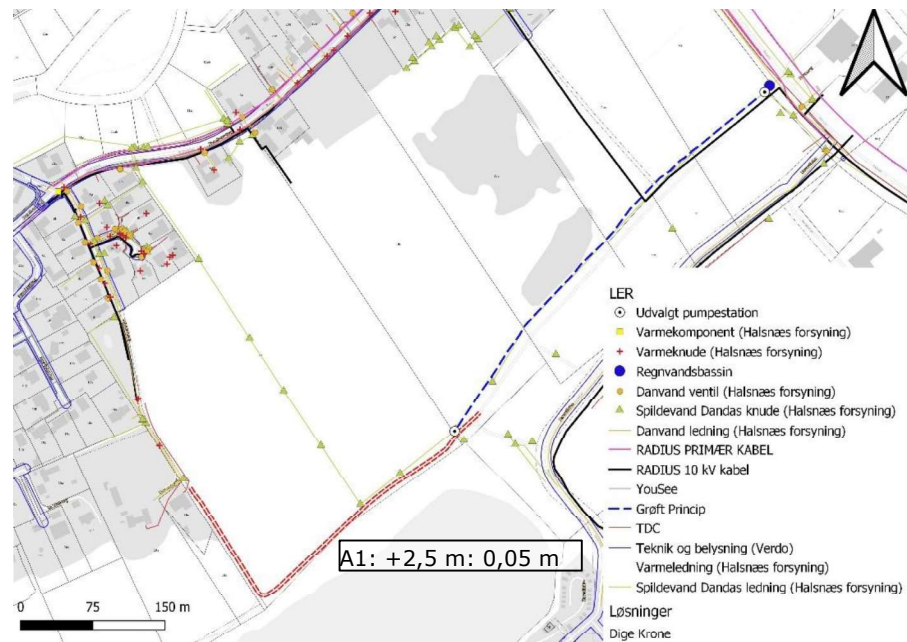 LER
Udvalgt pumpestation
Varmekomponent (Halsnæs forsyning)
Varmeknude (Halsnæs forsyning)
Regnvandsbassin
Danvand ventil (Halsnæs forsyning)
Spildevand Dandas knude (Halsnæs forsyning)
Danvand ledning (Halsnæs forsyning)
RADIUS PRIMÆR KABEL
RADIUS 10 kV kabel
YouSee
Grøft Princip
TDC
Teknik og belysning (Verdo)
Varmeledning (Halsnæs forsyning)
Spildevand Dandas ledning (Halsnæs forsyning)
Løsninger
Dige Krone
A1: +2,5 m: 0,05 m
0 75 150 m